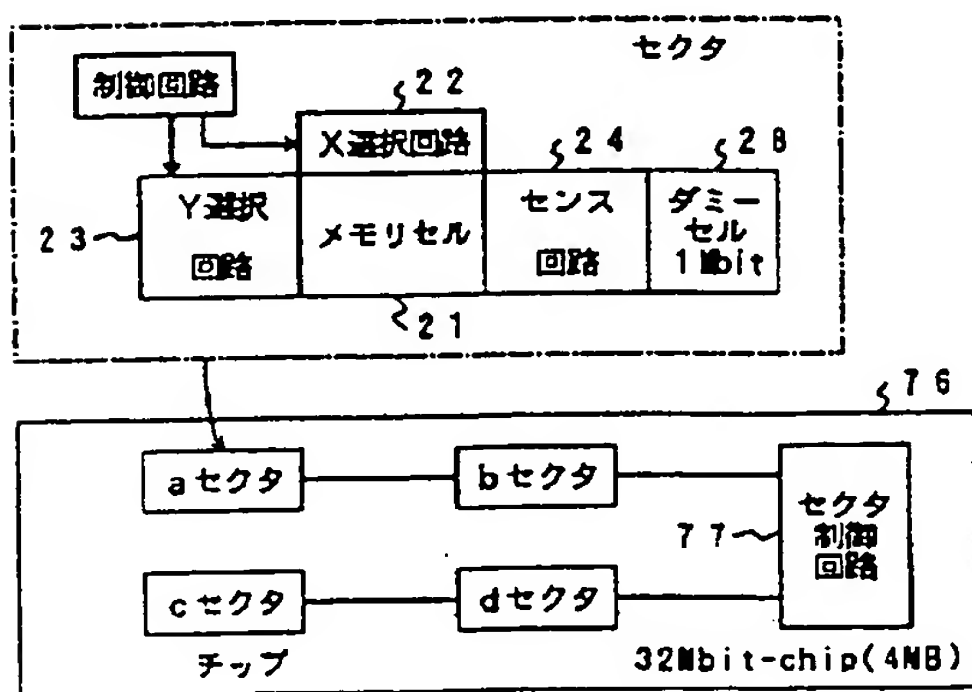 セクタ
制御回路
22
X選択回路
24
28
Y選択
回路
23
メモリセル
センス
回路
ダミー
セル
1Mbit
21
76
aセクタ
bセクタ
セクタ
制御
回路
77
cセクタ
dセクタ
チップ
32Mbit-chip(4MB)